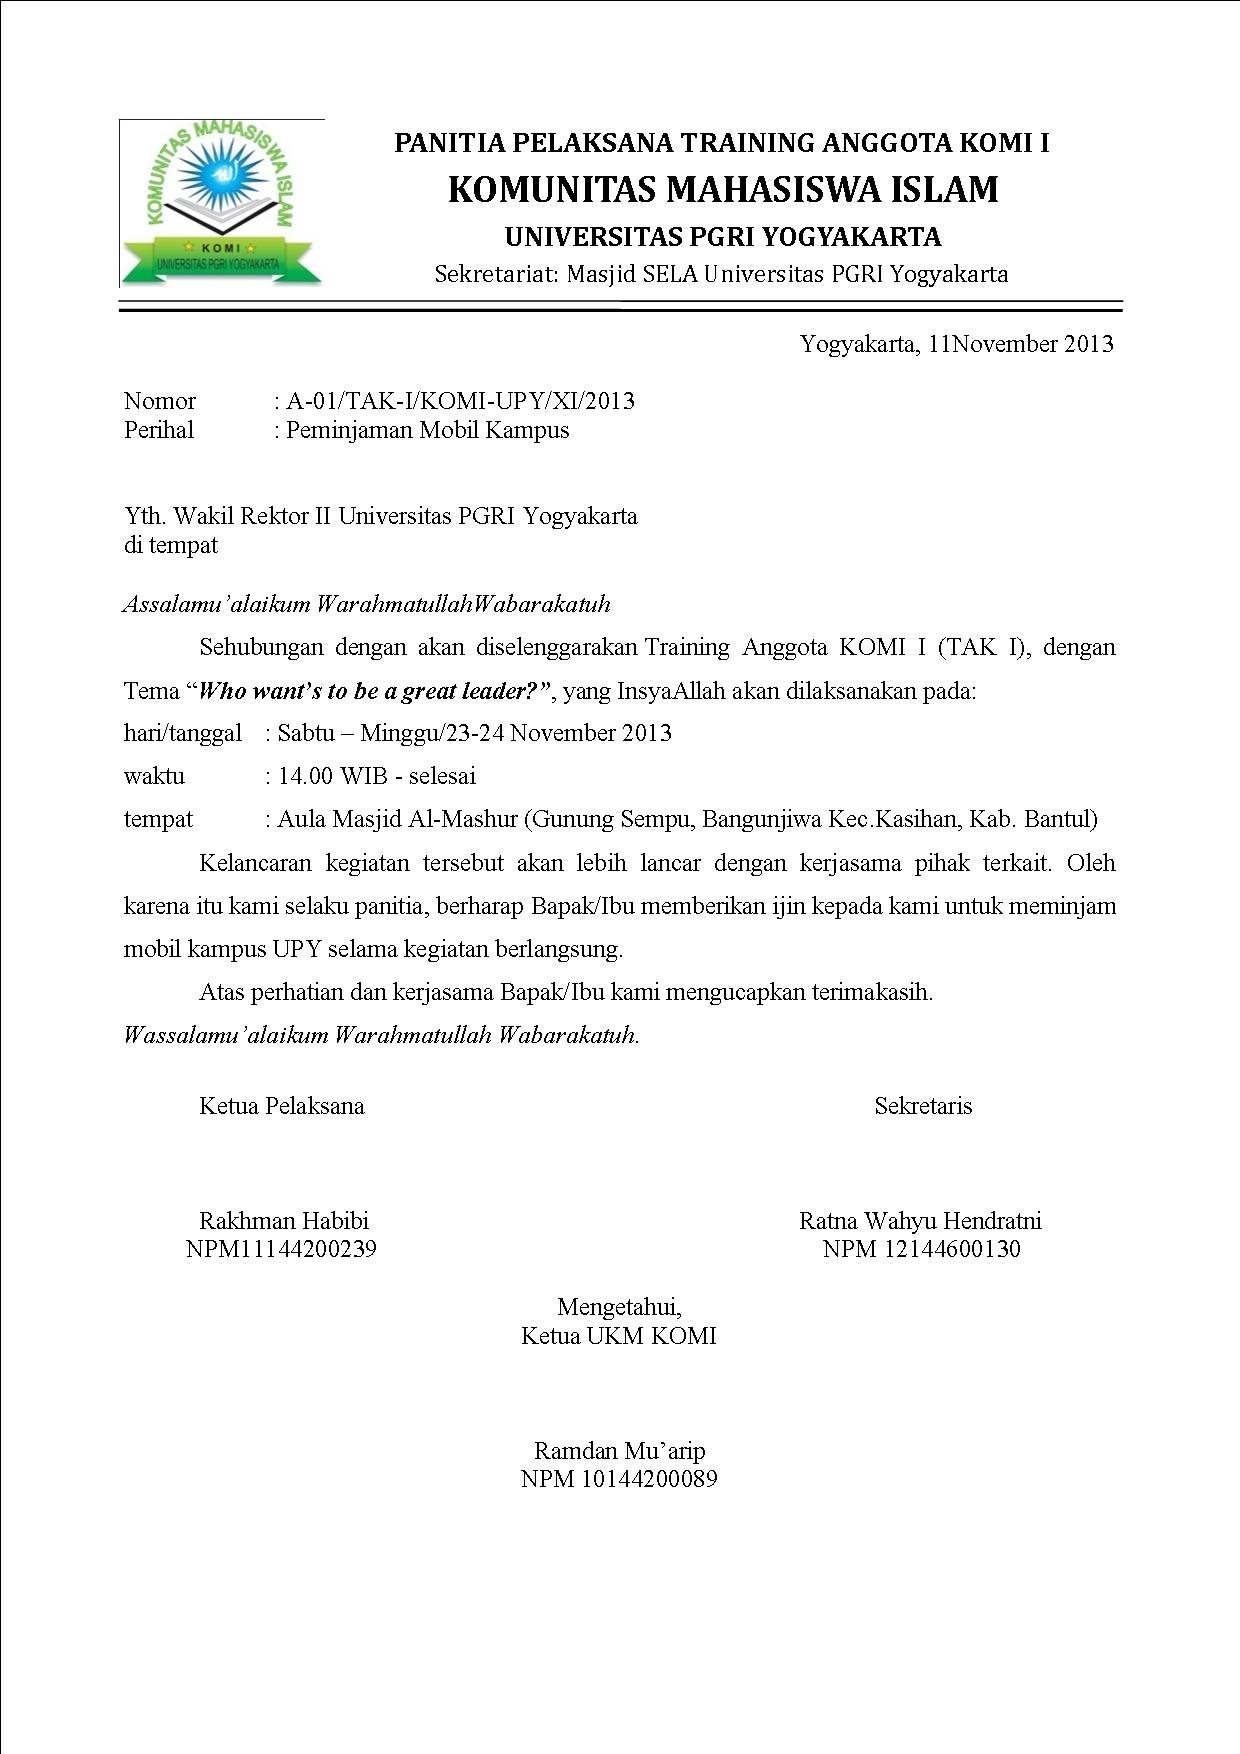 KOMUNITAS MAHASISWA ISLAM
KOMI
UNIVERSITAS PGRI YOGYAKARTA
PANITIA PELAKSANA TRAINING ANGGOTA KOMI I
KOMUNITAS MAHASISWA ISLAM
UNIVERSITAS PGRI YOGYAKARTA
Sekretariat: Masjid SELA Universitas PGRI Yogyakarta
Yogyakarta, 11November 2013
Nomor : A-01/TAK-I/KOMI-UPY/XI/2013
Perihal : Peminjaman Mobil Kampus
Yth. Wakil Rektor II Universitas PGRI Yogyakarta
di tempat
Assalamu’alaikum WarahmatullahWabarakatuh
Sehubungan dengan akan diselenggarakan Training Anggota KOMI I (TAK I), dengan
Tema “Who want’s to be a great leader?”, yang InsyaAllah akan dilaksanakan pada:
hari/tanggal : Sabtu – Minggu/23-24 November 2013
waktu : 14.00 WIB - selesai
tempat : Aula Masjid Al-Mashur (Gunung Sempu, Bangunjiwa Kec.Kasihan, Kab. Bantul)
Kelancaran kegiatan tersebut akan lebih lancar dengan kerjasama pihak terkait. Oleh
karena itu kami selaku panitia, berharap Bapak/Ibu memberikan ijin kepada kami untuk meminjam
mobil kampus UPY selama kegiatan berlangsung.
Atas perhatian dan kerjasama Bapak/Ibu kami mengucapkan terimakasih.
Wassalamu’alaikum Warahmatullah Wabarakatuh.
Ketua Pelaksana Sekretaris
Rakhman Habibi Ratna Wahyu Hendratni
NPM11144200239 NPM 12144600130
Mengetahui,
Ketua UKM KOMI
Ramdan Mu’arip
NPM 10144200089